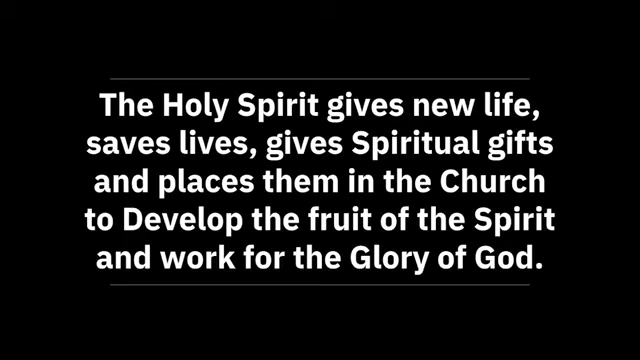 The Holy Spirit gives new life,
saves lives, gives Spiritual gifts
and places them in the Church
to Develop the fruit of the Spirit
and work for the Glory of God.